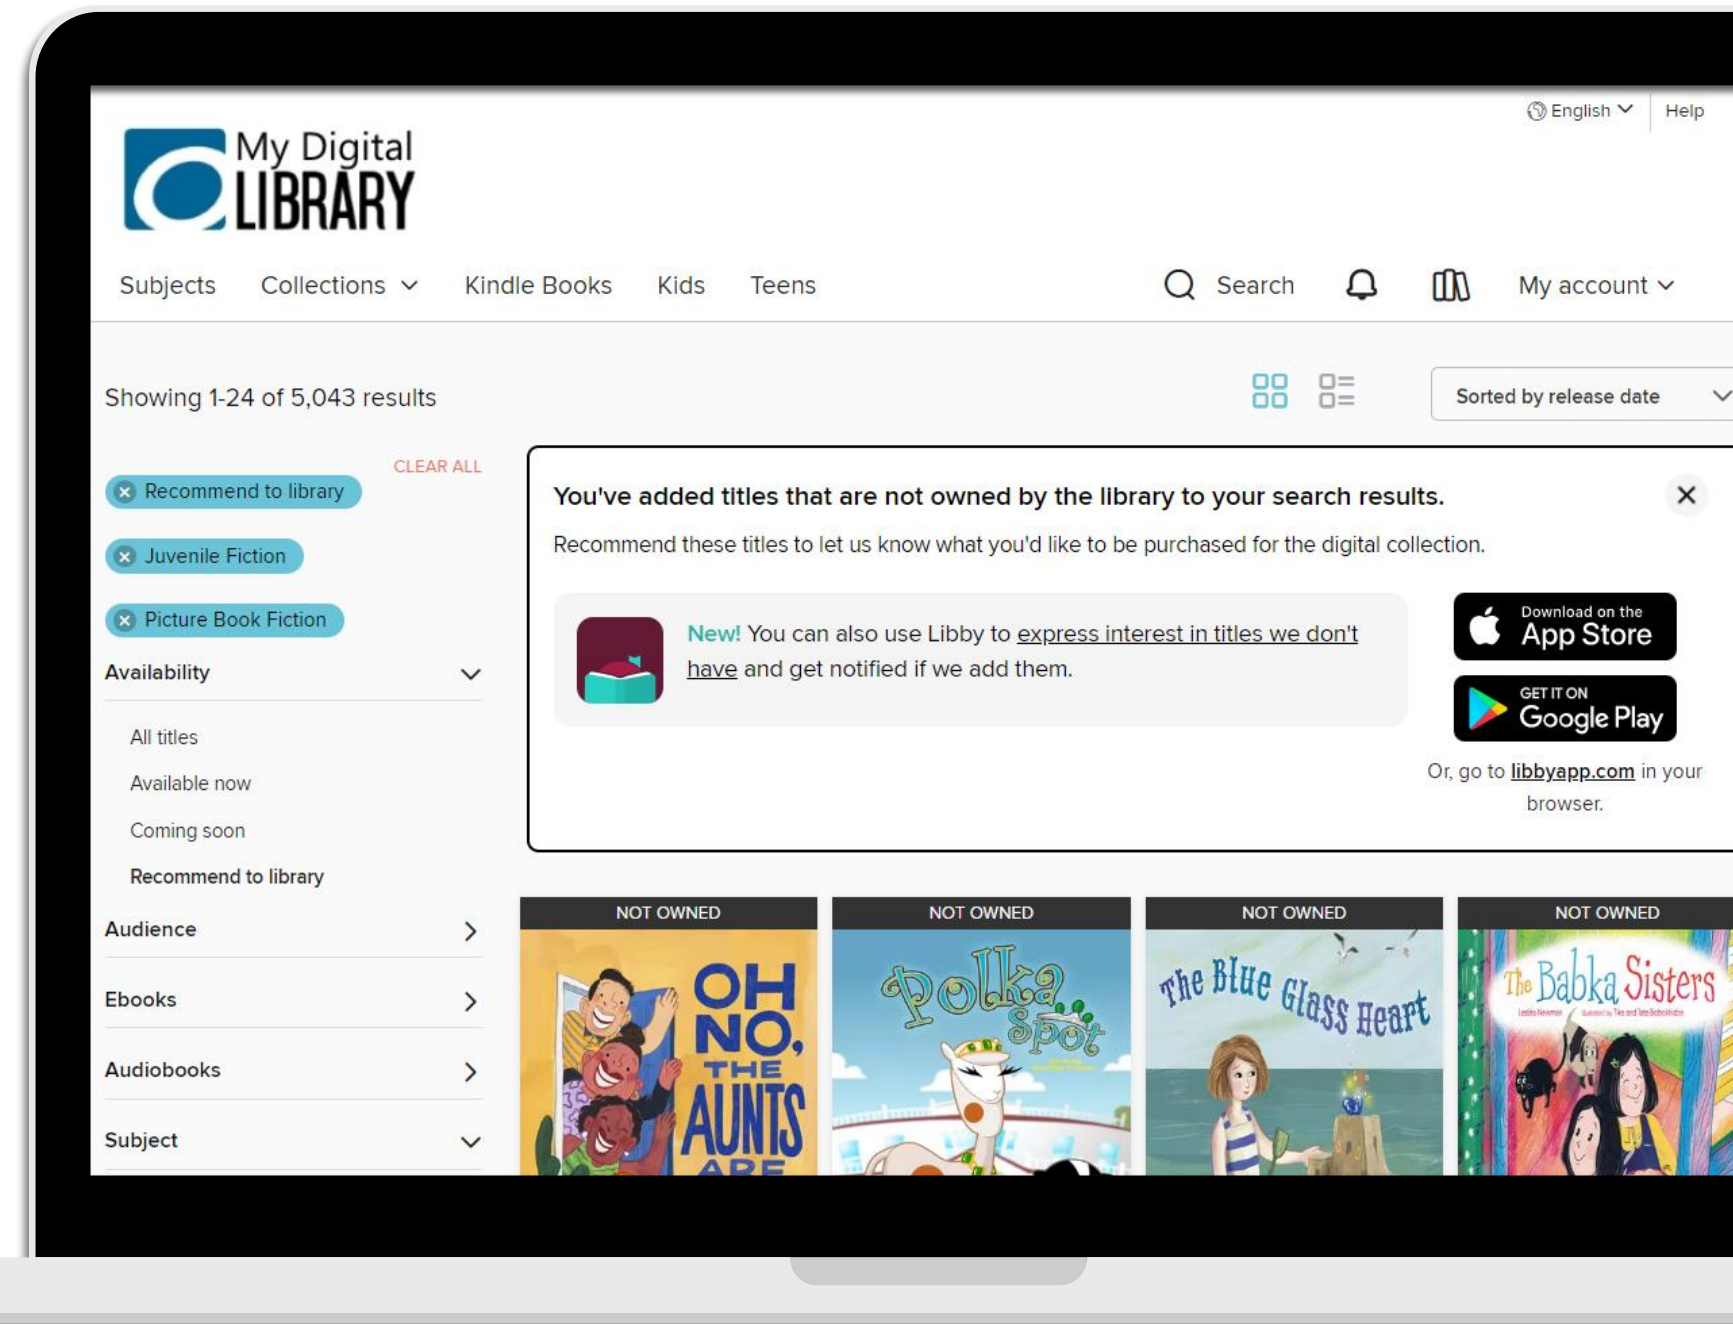 English
Help
My Digital
LIBRARY
Subjects
Collections
Kindle Books
Kids
Teens
Search
My account
Showing 1-24 of 5,043 results
Sorted by release date
CLEAR ALL
Recommend to library
Juvenile Fiction
Picture Book Fiction
Availability
All titles
Available now
Coming soon
Recommend to library
Audience
Ebooks
Audiobooks
Subject
You've added titles that are not owned by the library to your search results.
Recommend these titles to let us know what you'd like to be purchased for the digital collection.
New! You can also use Libby to express interest in titles we don't
have and get notified if we add them.
Download on the
App Store
GET IT ON
Google Play
Or, go to libbyapp.com in your
browser.
NOT OWNED
OH
NO,
THE
AUNTS
ARE
NOT OWNED
Polka
Spot
NOT OWNED
The Blue Glass Heart
NOT OWNED
The Babka Sisters
Lesléa Newman